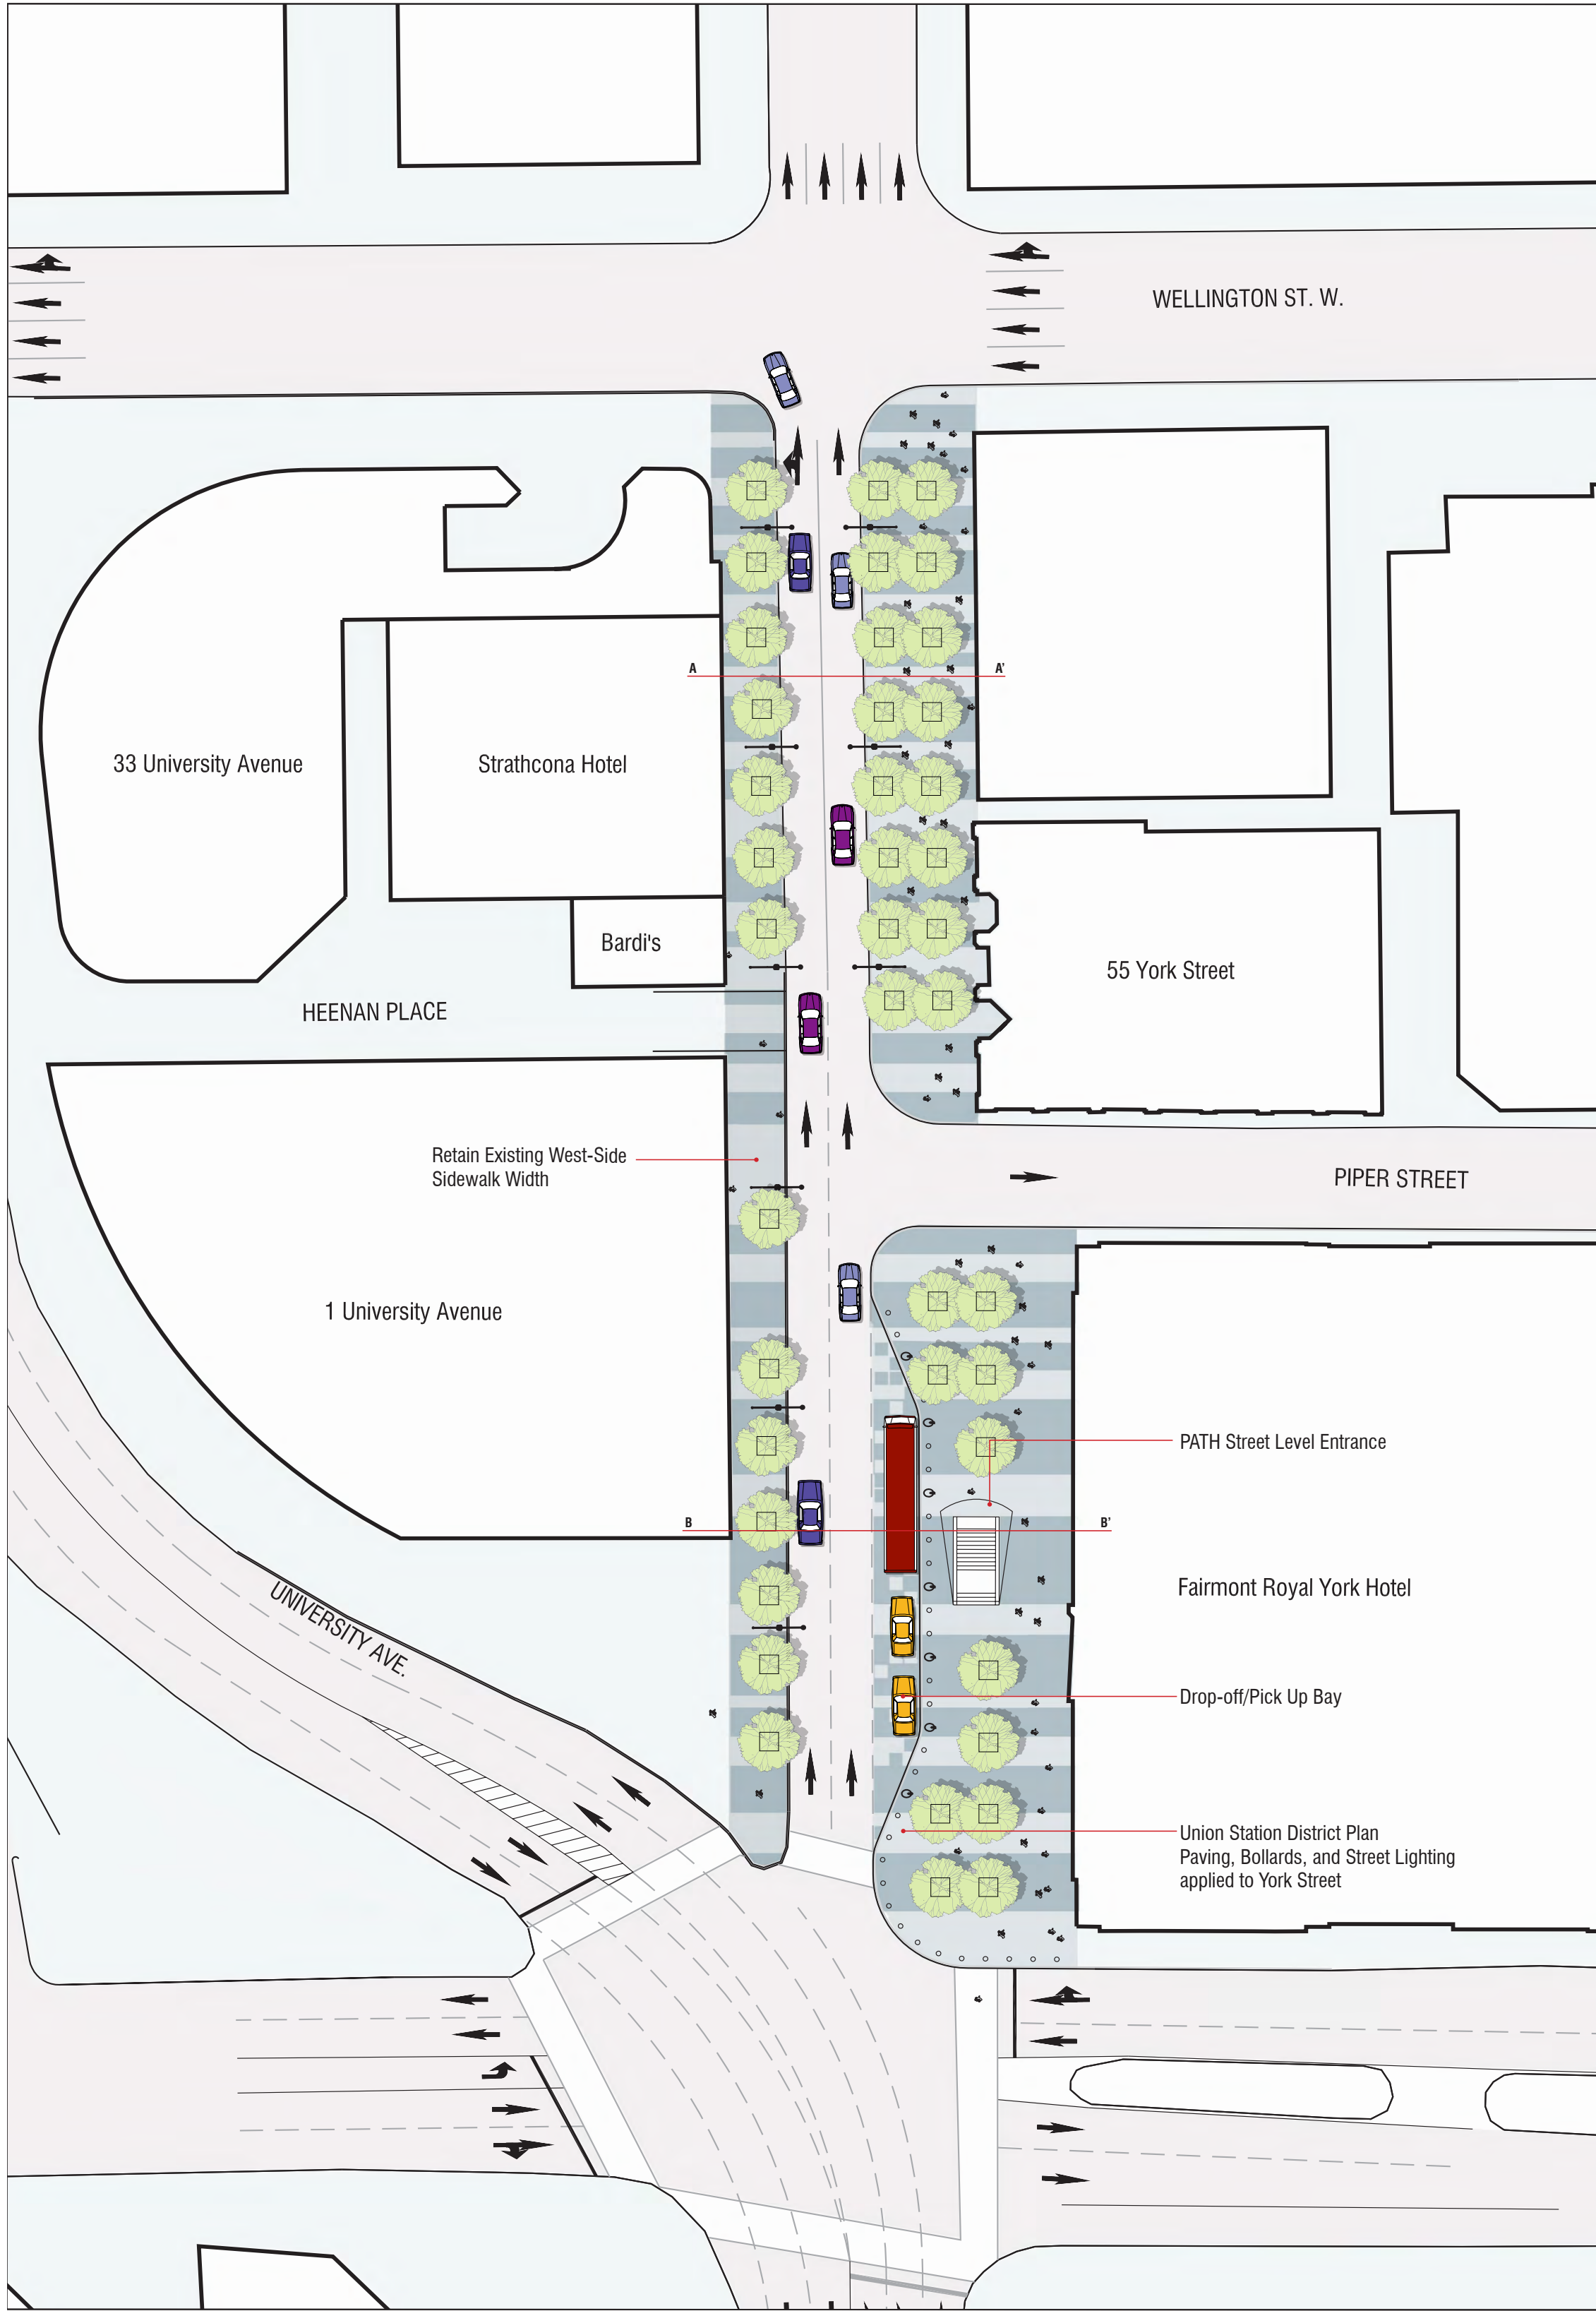 WELLINGTON ST. W.
A
A'
33 University Avenue
Strathcona Hotel
Bardi's
55 York Street
HEENAN PLACE
Retain Existing West-Side
Sidewalk Width
PIPER STREET
1 University Avenue
PATH Street Level Entrance
B
B'
Fairmont Royal York Hotel
UNIVERSITY AVE.
Drop-off/Pick Up Bay
Union Station District Plan
Paving, Bollards, and Street Lighting
applied to York Street